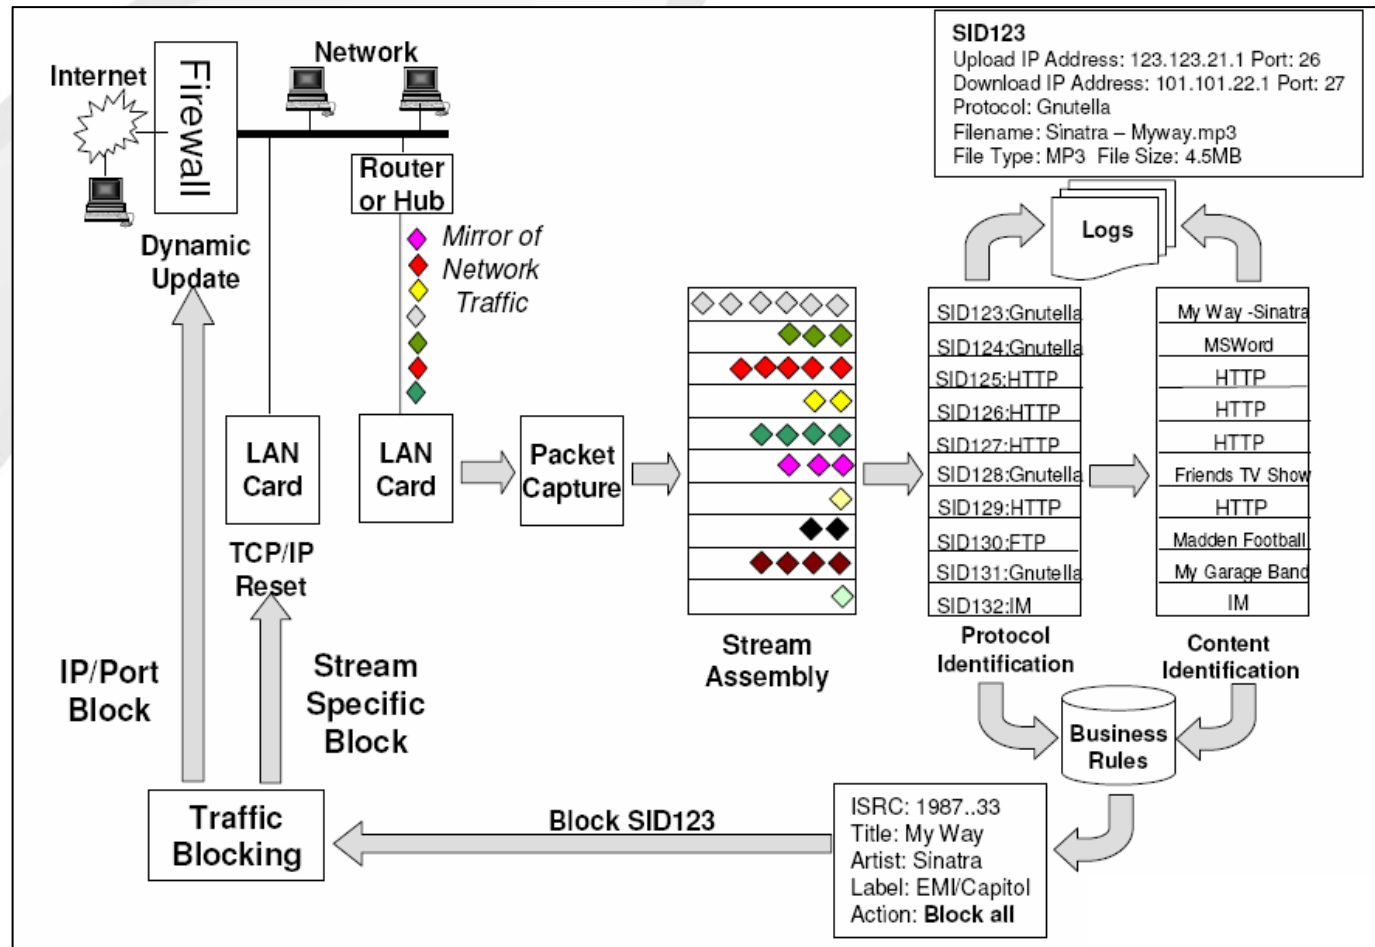 SID123
Upload IP Address: 123.123.21.1 Port: 26
Download IP Address: 101.101.22.1 Port: 27
Protocol: Gnutella
Filename: Sinatra – Myway.mp3
File Type: MP3 File Size: 4.5MB
Network
Internet
Firewall
Router
or Hub
Dynamic
Update
Mirror of
Network
Traffic
Logs
LAN
Card
LAN
Card
Packet
Capture
TCP/IP
Reset
Stream
Assembly
SID123:Gnutella
SID124:Gnutella
SID125:HTTP
SID126:HTTP
SID127:HTTP
SID128:Gnutella
SID129:HTTP
SID130:FTP
SID131:Gnutella
SID132:IM
Protocol
Identification
My Way -Sinatra
MSWord
HTTP
HTTP
HTTP
Friends TV Show
HTTP
Madden Football
My Garage Band
IM
Content
Identification
IP/Port
Block
Stream
Specific
Block
Business
Rules
Traffic
Blocking
Block SID123
ISRC: 1987..33
Title: My Way
Artist: Sinatra
Label: EMI/Capitol
Action: Block all